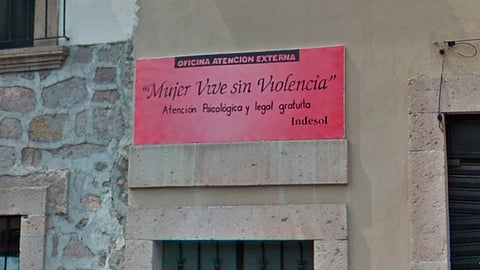 OFICINA ATENCION EXTERNA
"Mujer Vive sin Violencia"
Atención Psicológica y legal gratuita
Indesol